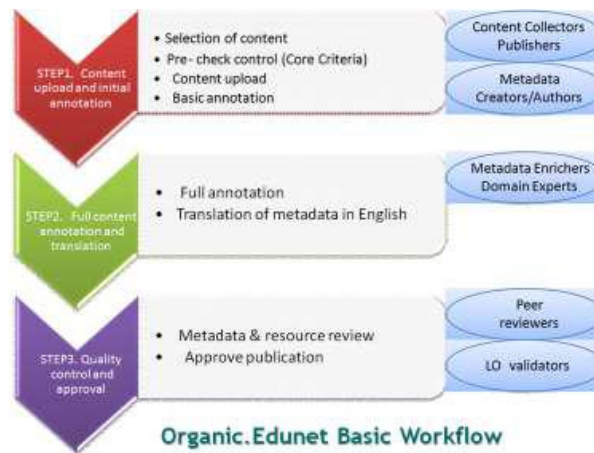 STEP1. Content
upload and initial
annotation
• Selection of content
• Pre- check control (Core Criteria)
• Content upload
• Basic annotation
Content Collectors
Publishers
Metadata
Creators/Authors
STEP2. Full content
annotation and
translation
• Full annotation
• Translation of metadata in English
Metadata Enrichers
Domain Experts
STEP3. Quality
control and
approval
• Metadata & resource review
• Approve publication
Peer
reviewers
LO validators
Organic.Edunet Basic Workflow